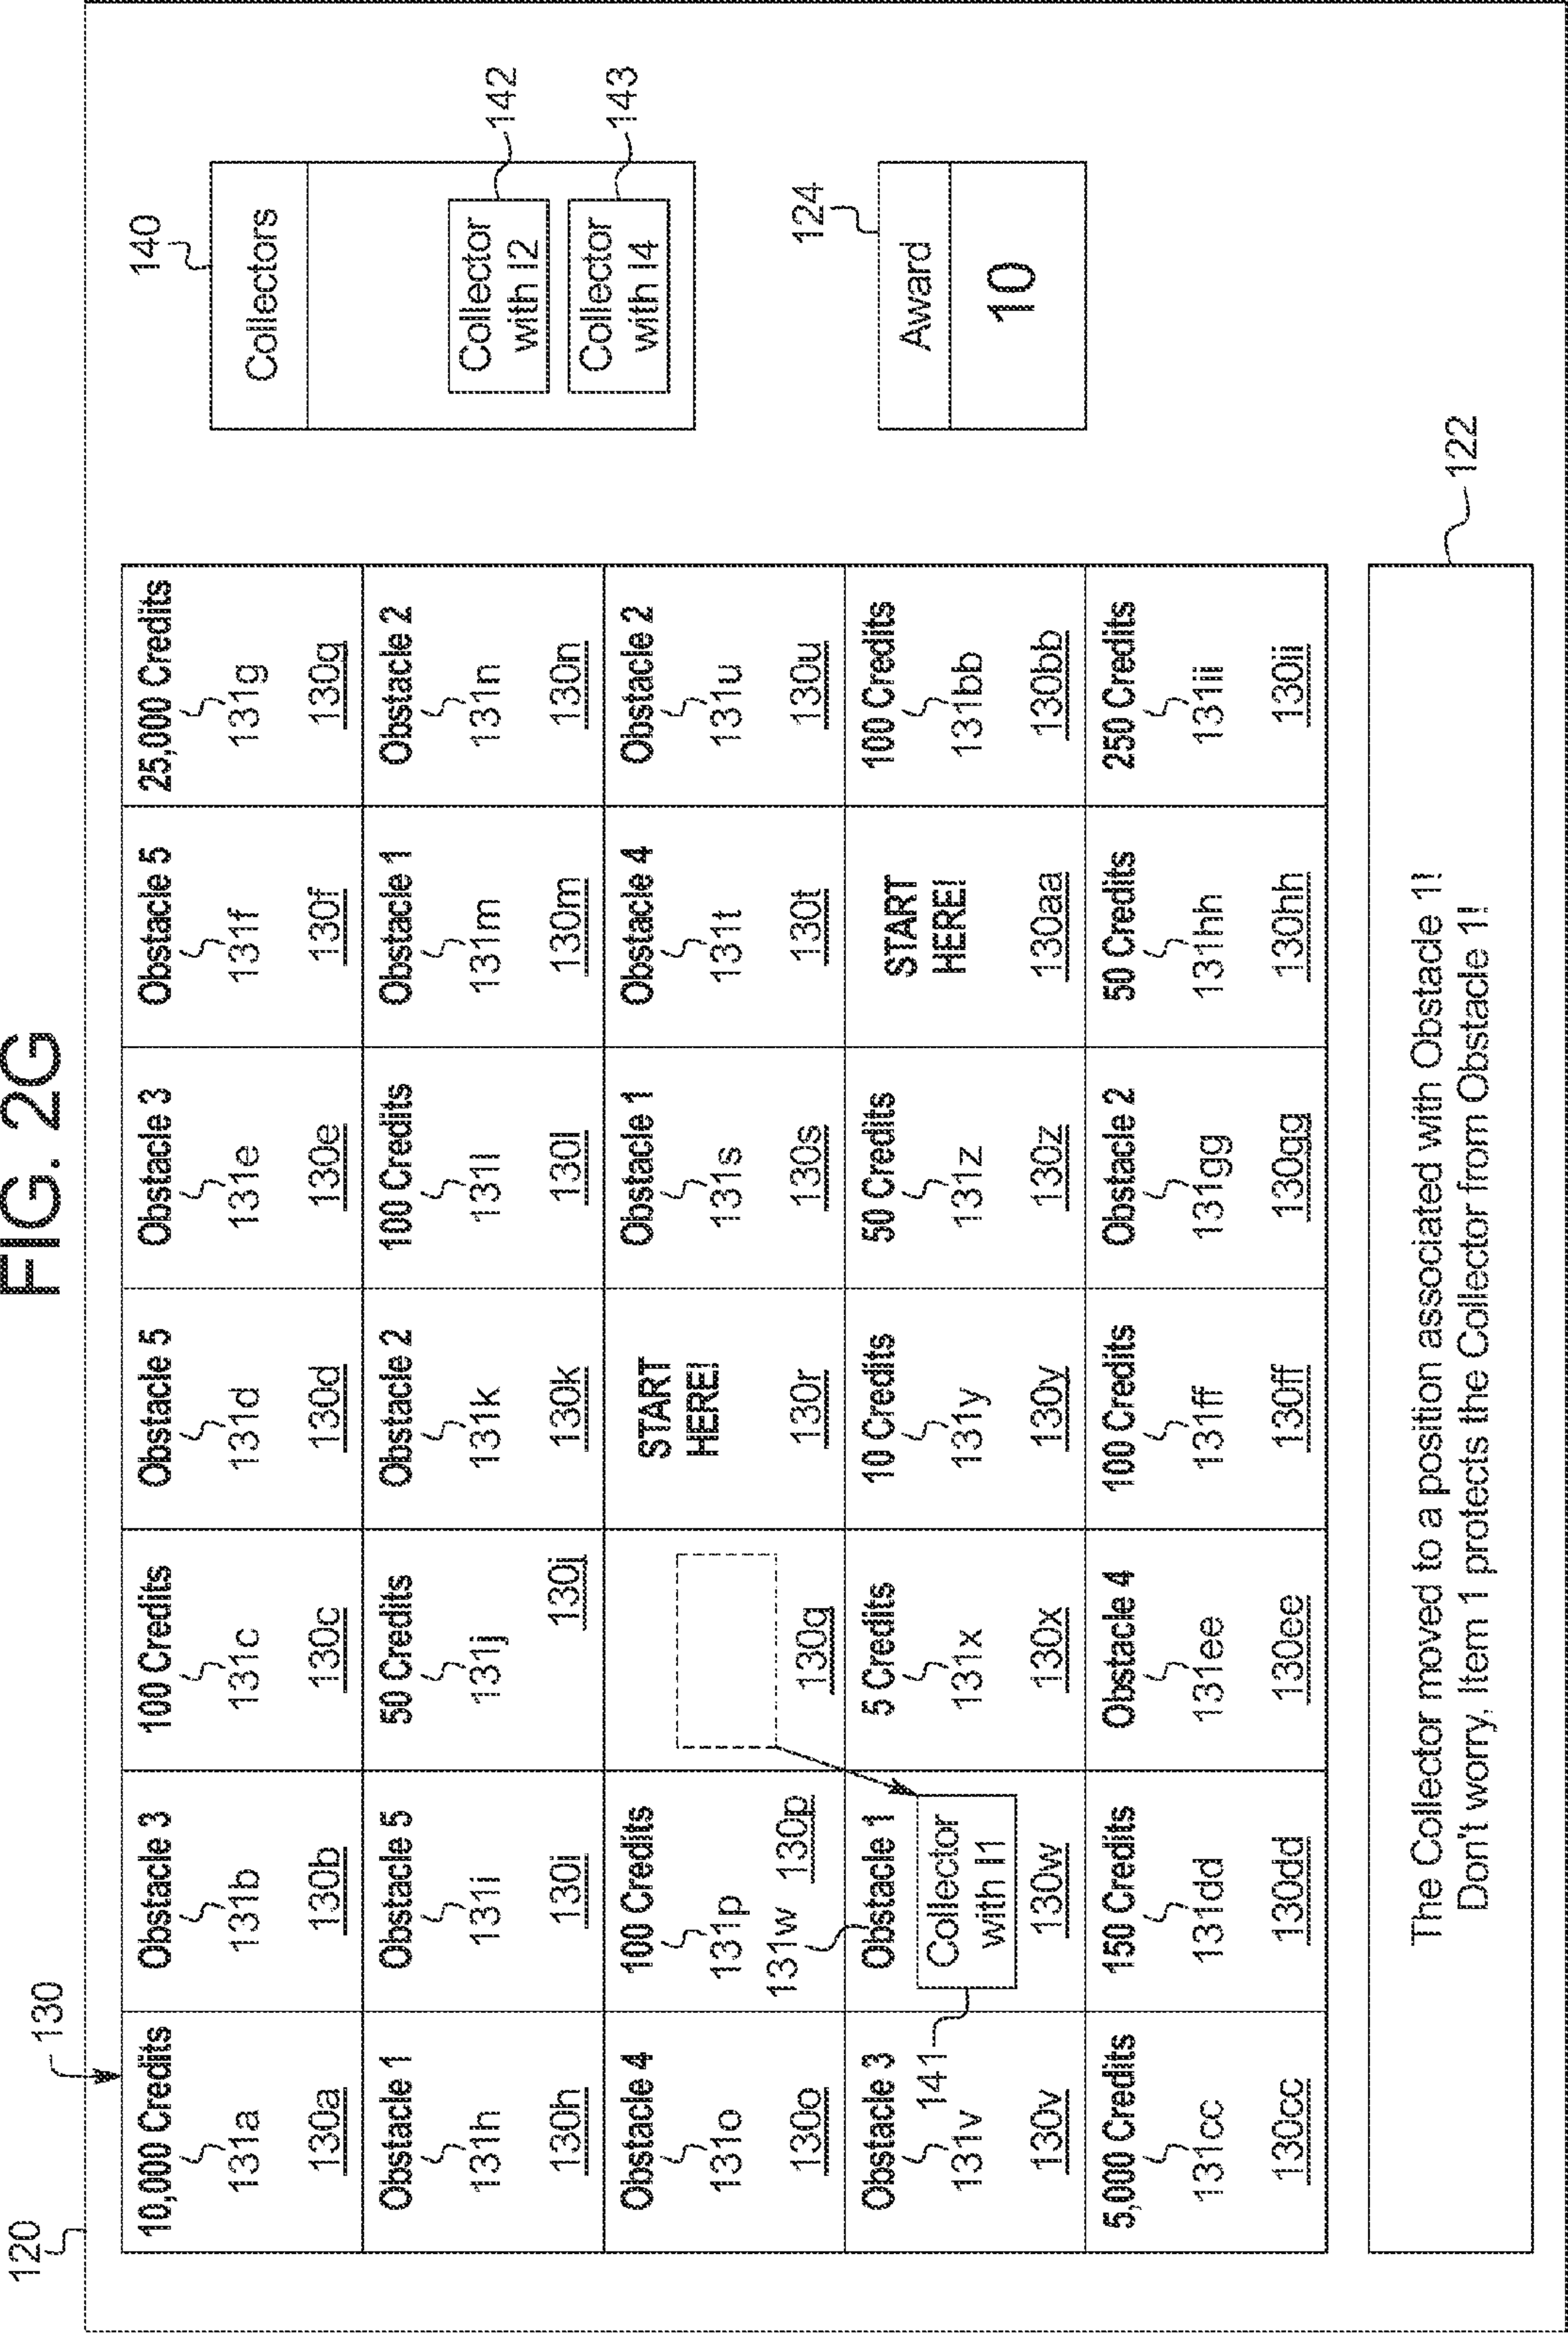 FIG. 2G
120
130
10,000 Credits
131a
130a
Obstacle 3
131b
130b
100 Credits
131c
130c
Obstacle 5
131d
130d
Obstacle 3
131e
130e
Obstacle 5
131f
130f
25,000 Credits
131g
130g
Obstacle 1
131h
130h
Obstacle 5
131i
130i
50 Credits
131j
130j
Obstacle 2
131k
130k
100 Credits
131l
130l
Obstacle 1
131m
130m
Obstacle 2
131n
130n
Obstacle 4
131o
130o
100 Credits
131p
130p
130q
START
HERE!
130r
Obstacle 1
131s
130s
Obstacle 4
131t
130t
Obstacle 2
131u
130u
Obstacle 3
131v
130v
131w
Obstacle 1
Collector
with I1
141
130w
5 Credits
131x
130x
10 Credits
131y
130y
50 Credits
131z
130z
START
HERE!
130aa
100 Credits
131bb
130bb
5,000 Credits
131cc
130cc
150 Credits
131dd
130dd
Obstacle 4
131ee
130ee
100 Credits
131ff
130ff
Obstacle 2
131gg
130gg
50 Credits
131hh
130hh
250 Credits
131ii
130ii
140
Collectors
Collector
with I2
142
Collector
with I4
143
124
Award
10
122
The Collector moved to a position associated with Obstacle 1!
Don't worry, Item 1 protects the Collector from Obstacle 1!